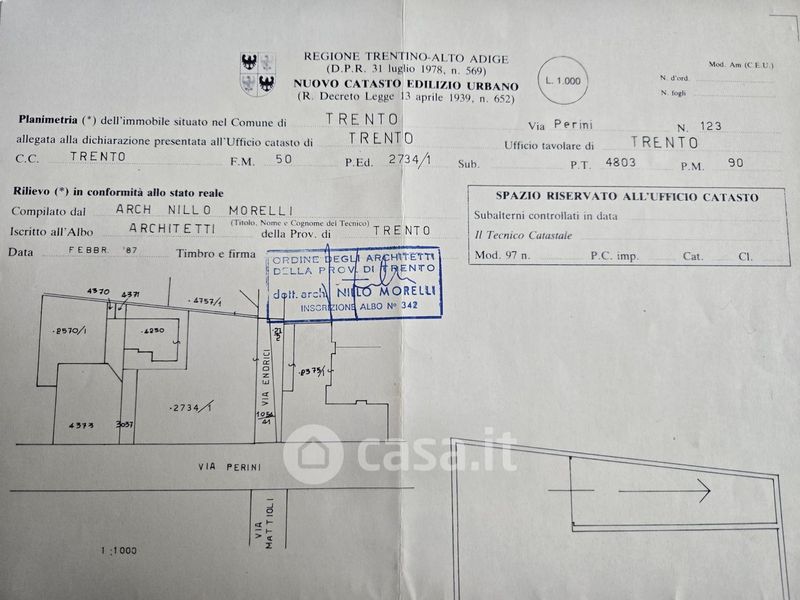 REGIONE TRENTINO-ALTO ADIGE
(D.P.R. 31 luglio 1978, n. 569)
NUOVO CATASTO EDILIZIO URBANO
(R. Decreto Legge 13 aprile 1939, n. 652)
L. 1.000
Mod. Am (C.E.U.)
N. d'ord.
N. fogli
Planimetria (*) dell'immobile situato nel Comune di TRENTO Via Perini N. 123
allegata alla dichiarazione presentata all'Ufficio catasto di TRENTO Ufficio tavolare di TRENTO
C.C. TRENTO F.M. 50 P.Ed. 2734/1 Sub. P.T. 4803 P.M. 90
Rilievo (*) in conformità allo stato reale
Compilato dal ARCH NILLO MORELLI
(Titolo, Nome e Cognome del Tecnico)
Iscritto all'Albo ARCHITETTI della Prov. di TRENTO
Data FEBBR. '87 Timbro e firma
SPAZIO RISERVATO ALL'UFFICIO CATASTO
Subalterni controllati in data
Il Tecnico Catastale
Mod. 97 n. P.C. imp. Cat. Cl.
ORDINE DEGLI ARCHITETTI
DELLA PROV. DI TRENTO
dott. arch. NILLO MORELLI
INSCRIZIONE ALBO N° 342
4370
4371
.4757/1
.2570/1
.4230
VIA ENDRICI
.2734/1
4373
3037
VIA PERINI
VIA MATTIOLI
1:1000
casa.it